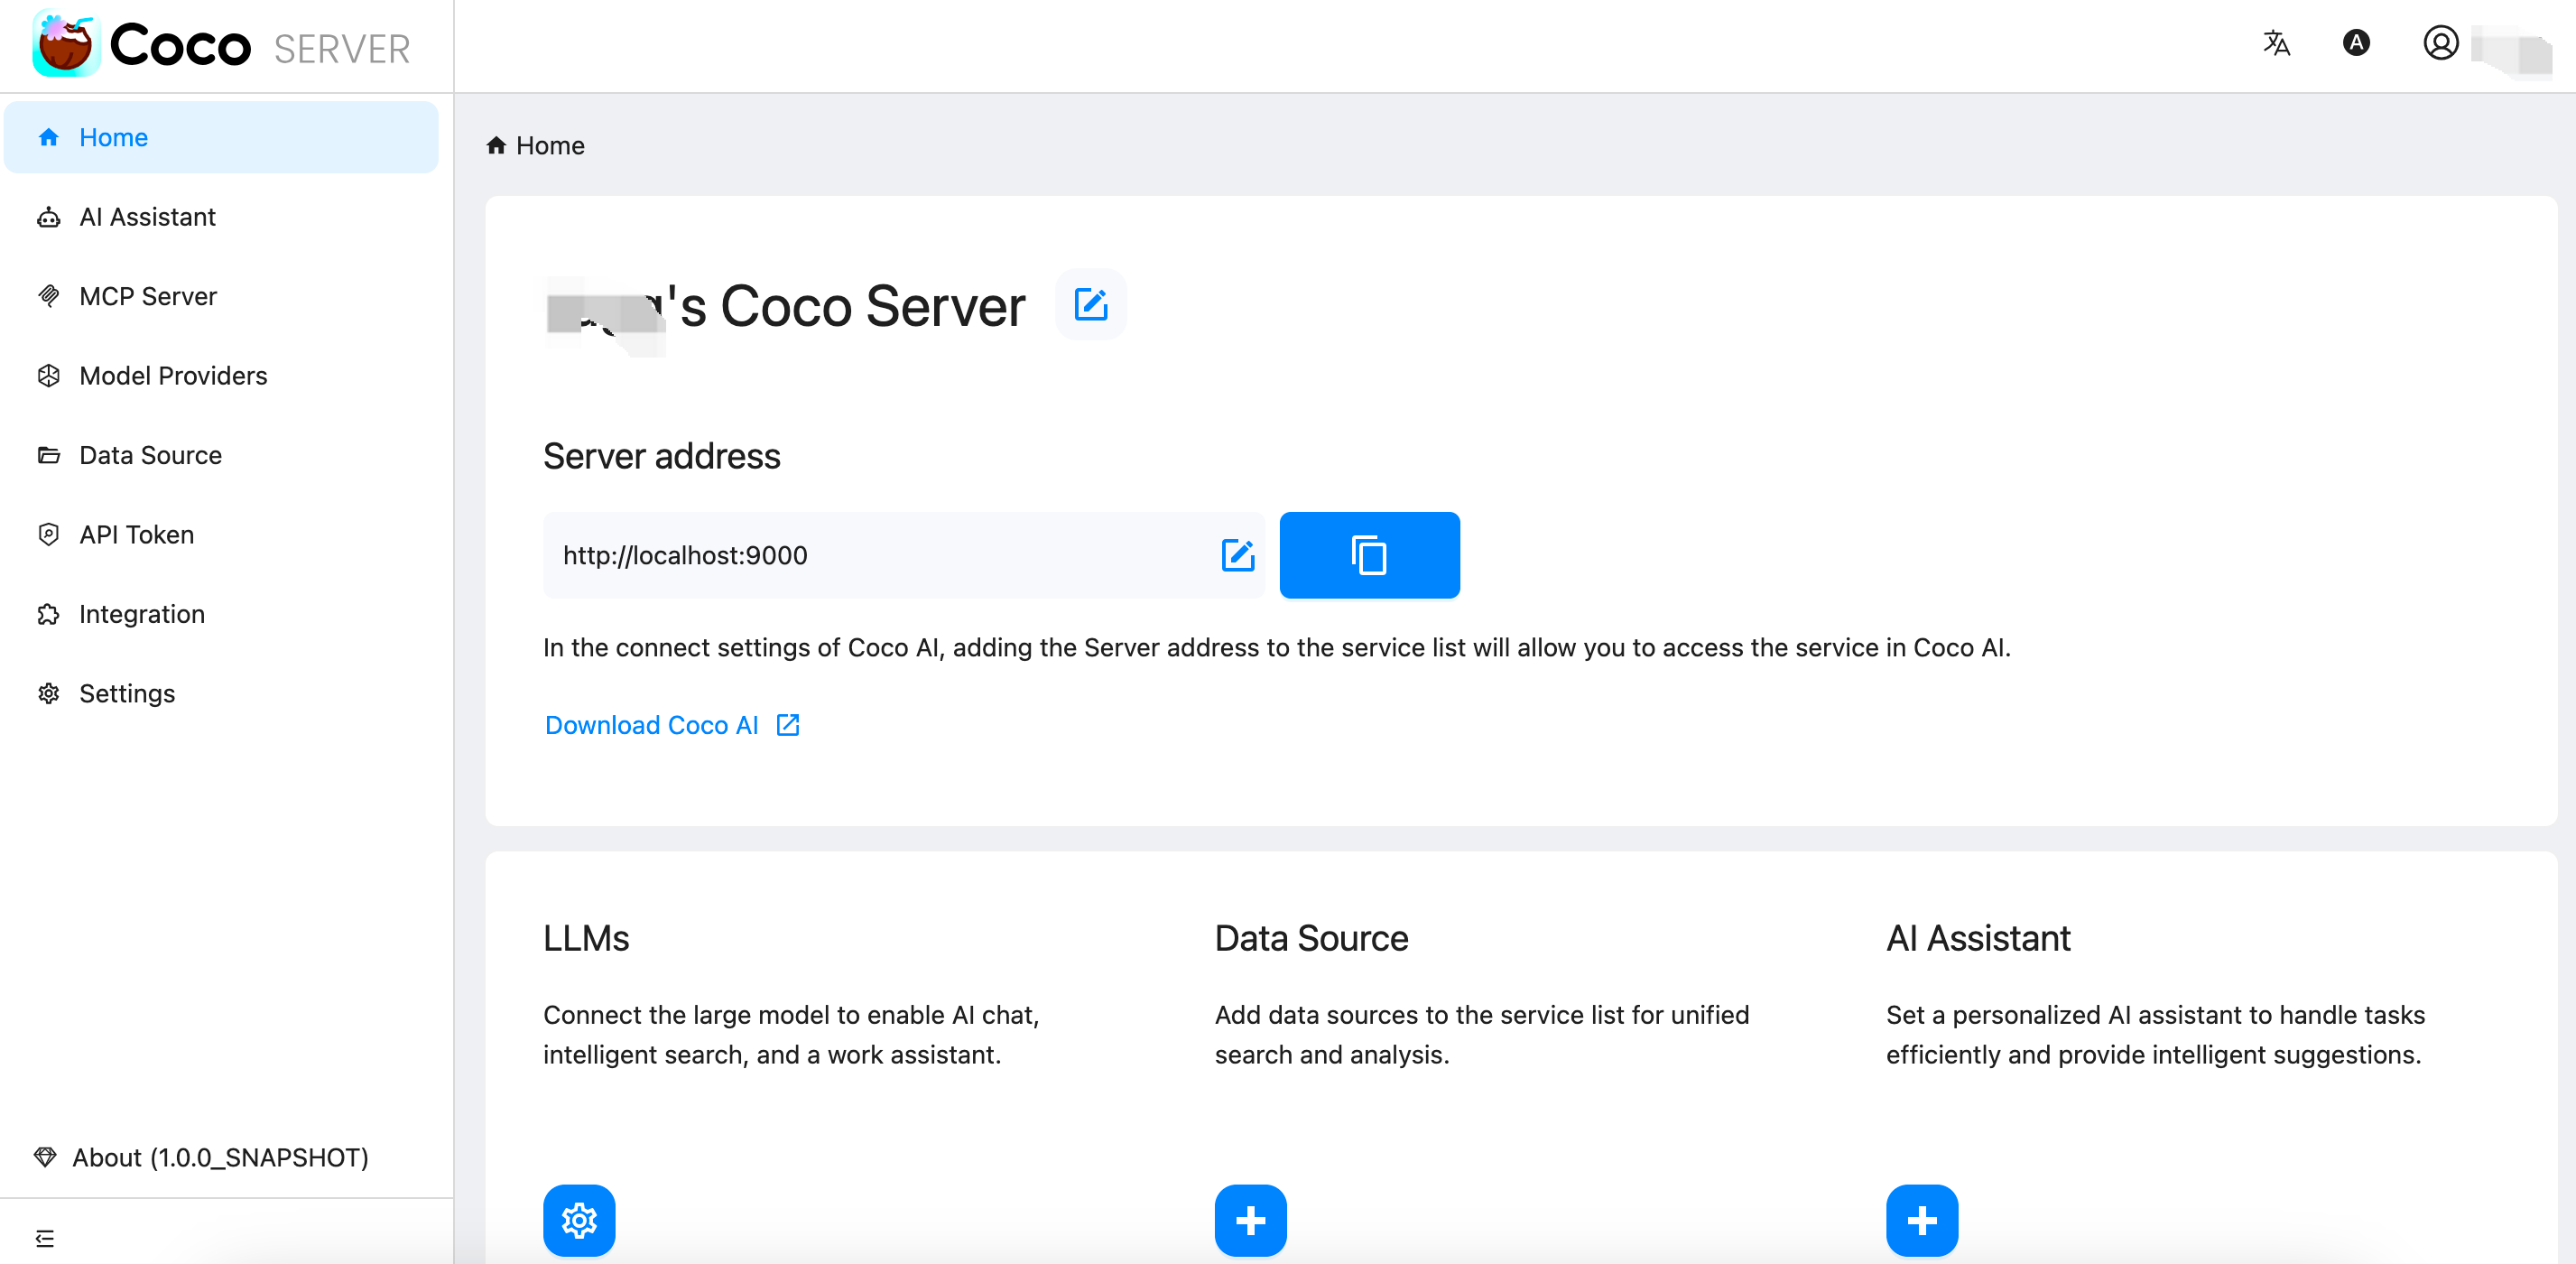 Coco SERVER
A
Home
AI Assistant
MCP Server
Model Providers
Data Source
API Token
Integration
Settings
About (1.0.0_SNAPSHOT)
Home
's Coco Server
Server address
http://localhost:9000
In the connect settings of Coco AI, adding the Server address to the service list will allow you to access the service in Coco AI.
Download Coco AI
LLMs
Connect the large model to enable AI chat,
intelligent search, and a work assistant.
Data Source
Add data sources to the service list for unified
search and analysis.
AI Assistant
Set a personalized AI assistant to handle tasks
efficiently and provide intelligent suggestions.